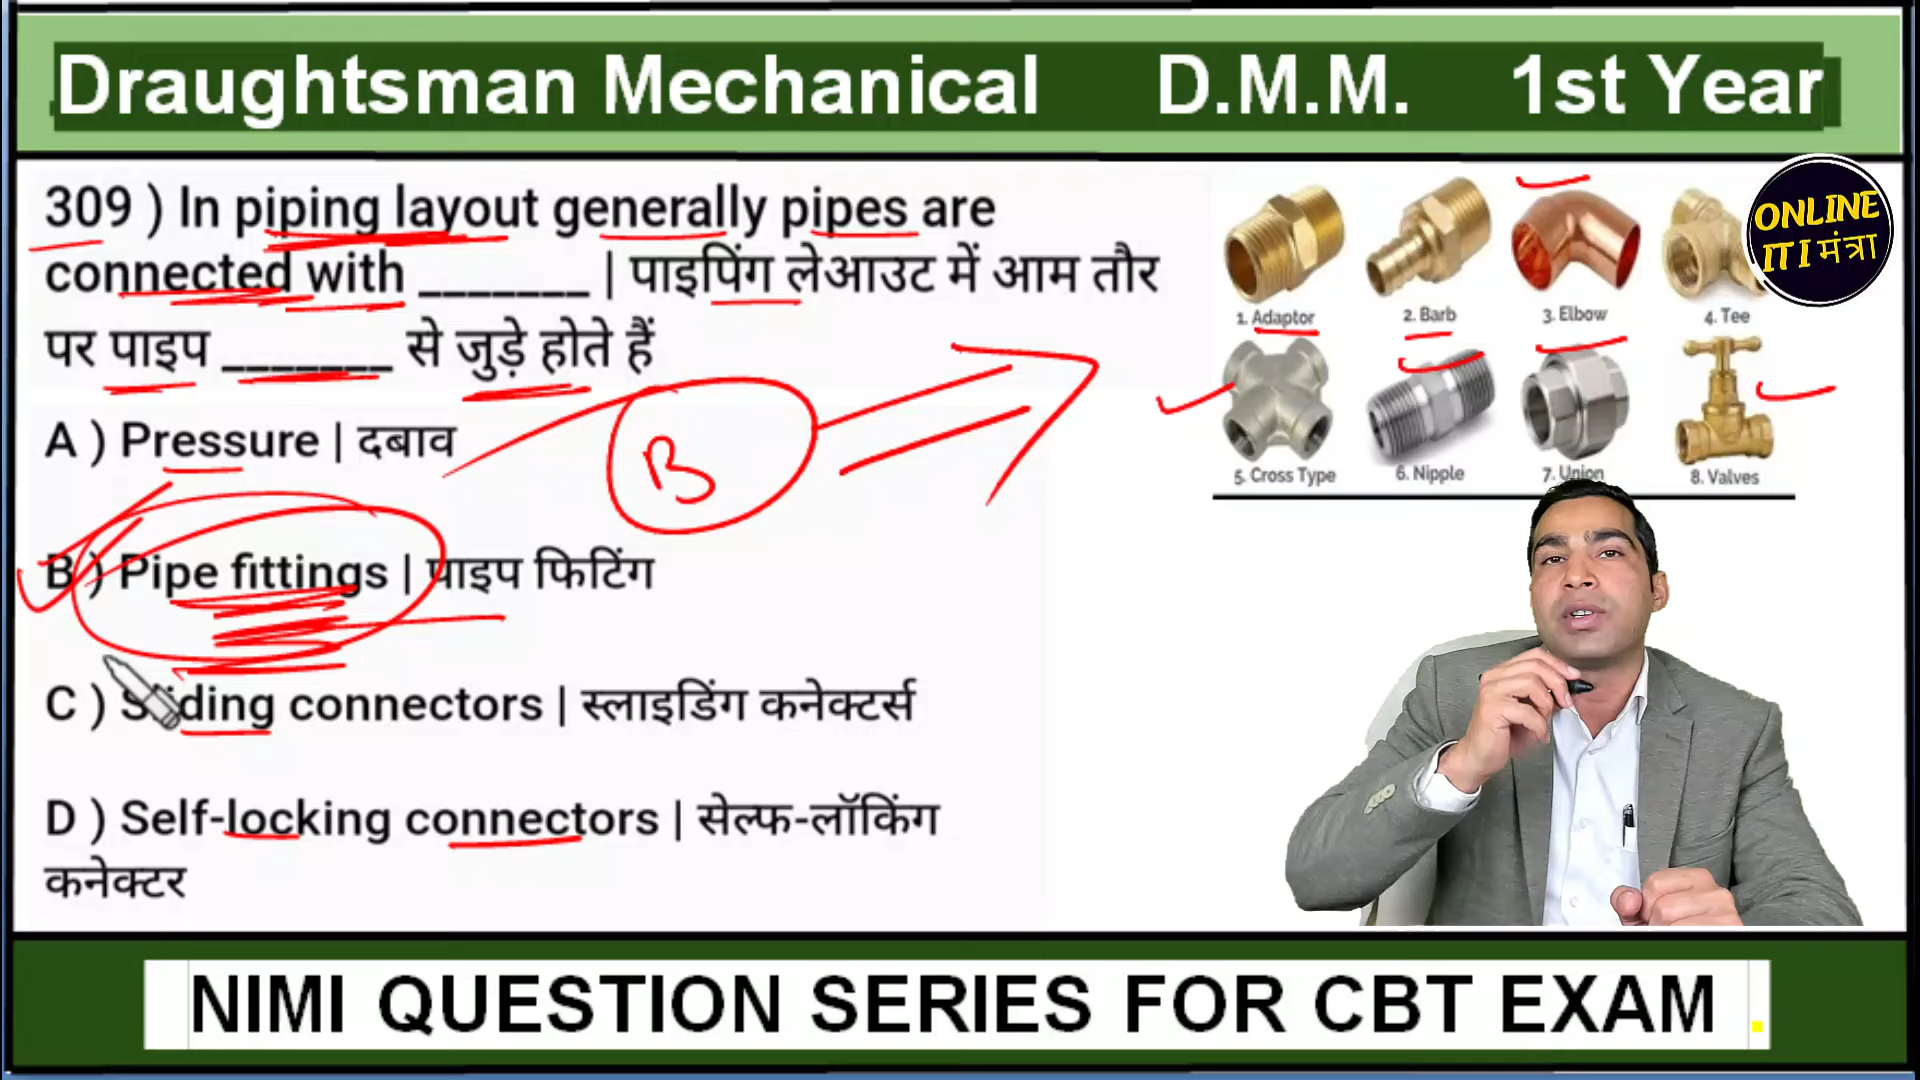 Draughtsman Mechanical D.M.M. 1st Year
309 ) In piping layout generally pipes are
connected with _______ | पाइपिंग लेआउट में आम तौर
पर पाइप _______ से जुड़े होते हैं
A ) Pressure | दबाव
B ) Pipe fittings | पाइप फिटिंग
C ) Sliding connectors | स्लाइडिंग कनेक्टर्स
D ) Self-locking connectors | सेल्फ-लॉकिंग
कनेक्टर
B
1. Adaptor
2. Barb
3. Elbow
4. Tee
5. Cross Type
6. Nipple
7. Union
8. Valves
ONLINE
ITI मंत्रा
NIMI QUESTION SERIES FOR CBT EXAM .